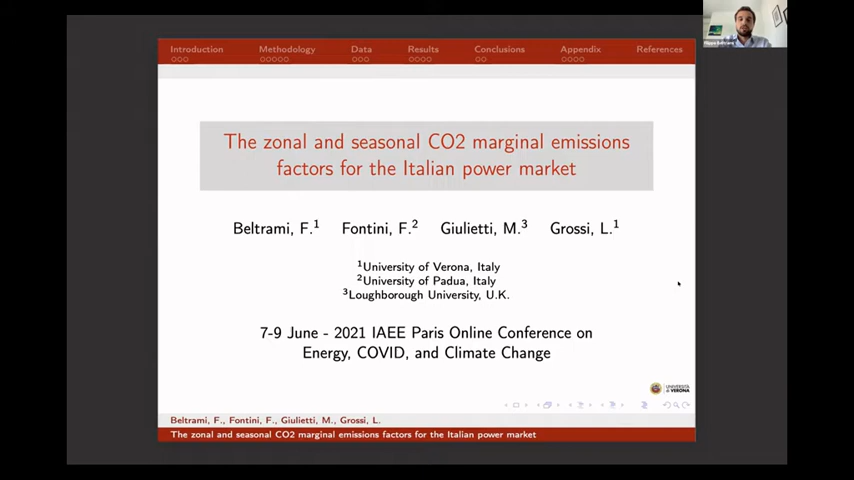 Introduction Methodology Data Results Conclusions Appendix References
The zonal and seasonal CO2 marginal emissions
factors for the Italian power market
Beltrami, F.1 Fontini, F.2 Giulietti, M.3 Grossi, L.1
1University of Verona, Italy
2University of Padua, Italy
3Loughborough University, U.K.
7-9 June - 2021 IAEE Paris Online Conference on
Energy, COVID, and Climate Change
UNIVERSITÀ
di VERONA
Beltrami, F., Fontini, F., Giulietti, M., Grossi, L.
The zonal and seasonal CO2 marginal emissions factors for the Italian power market